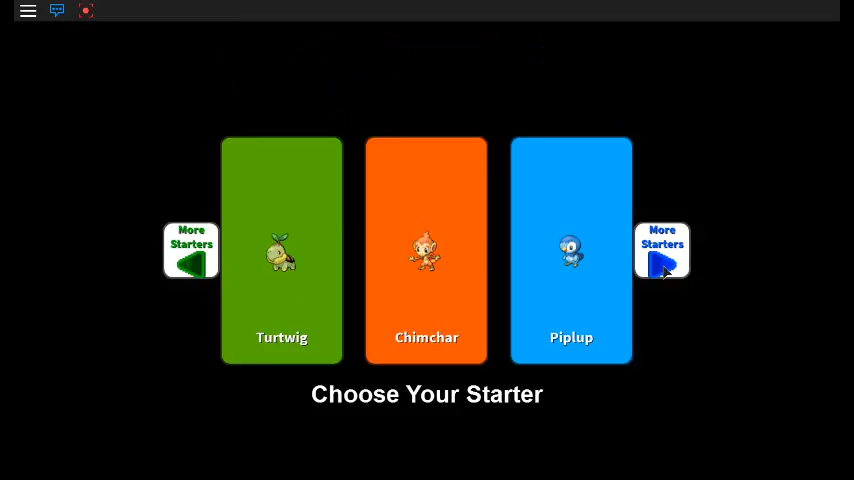 More
Starters
Turtwig
Chimchar
Piplup
More
Starters
Choose Your Starter